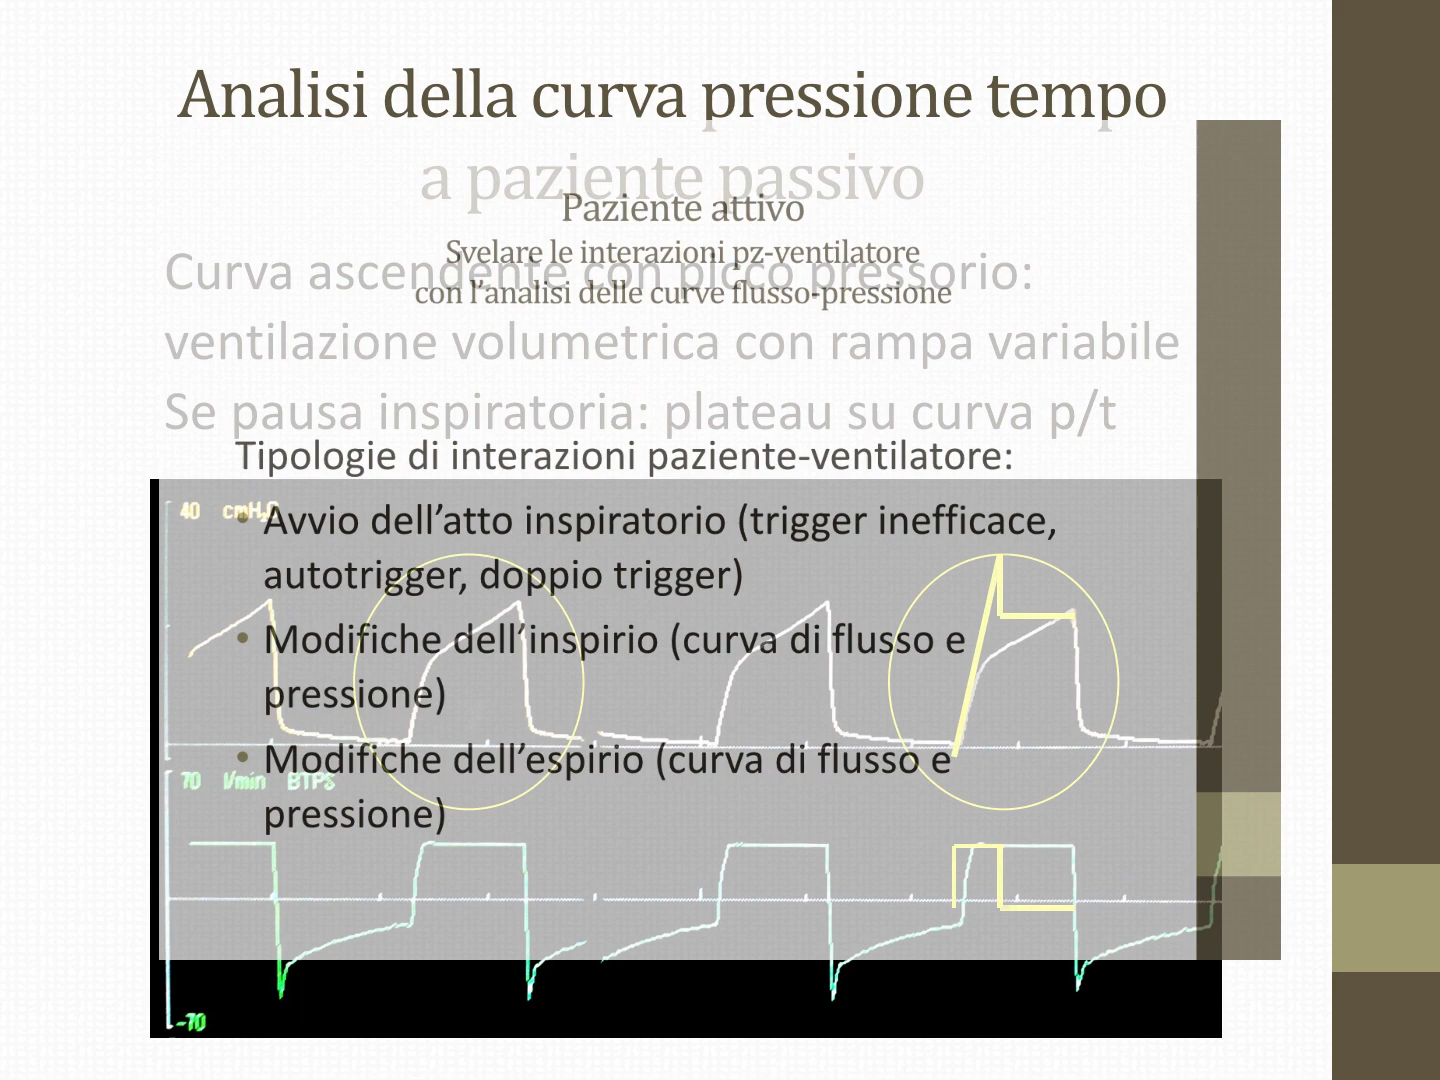 Analisi della curva pressione tempo
a paziente passivo
Paziente attivo
Svelare le interazioni pz-ventilatore
con l'analisi delle curve flusso-pressione
Curva ascendente con picco pressorio:
ventilazione volumetrica con rampa variabile
Se pausa inspiratoria: plateau su curva p/t
Tipologie di interazioni paziente-ventilatore:
• Avvio dell'atto inspiratorio (trigger inefficace,
autotrigger, doppio trigger)
• Modifiche dell'inspirio (curva di flusso e
pressione)
• Modifiche dell'espirio (curva di flusso e
pressione)
40 cmH₂O
70 l/min BTPS
-70